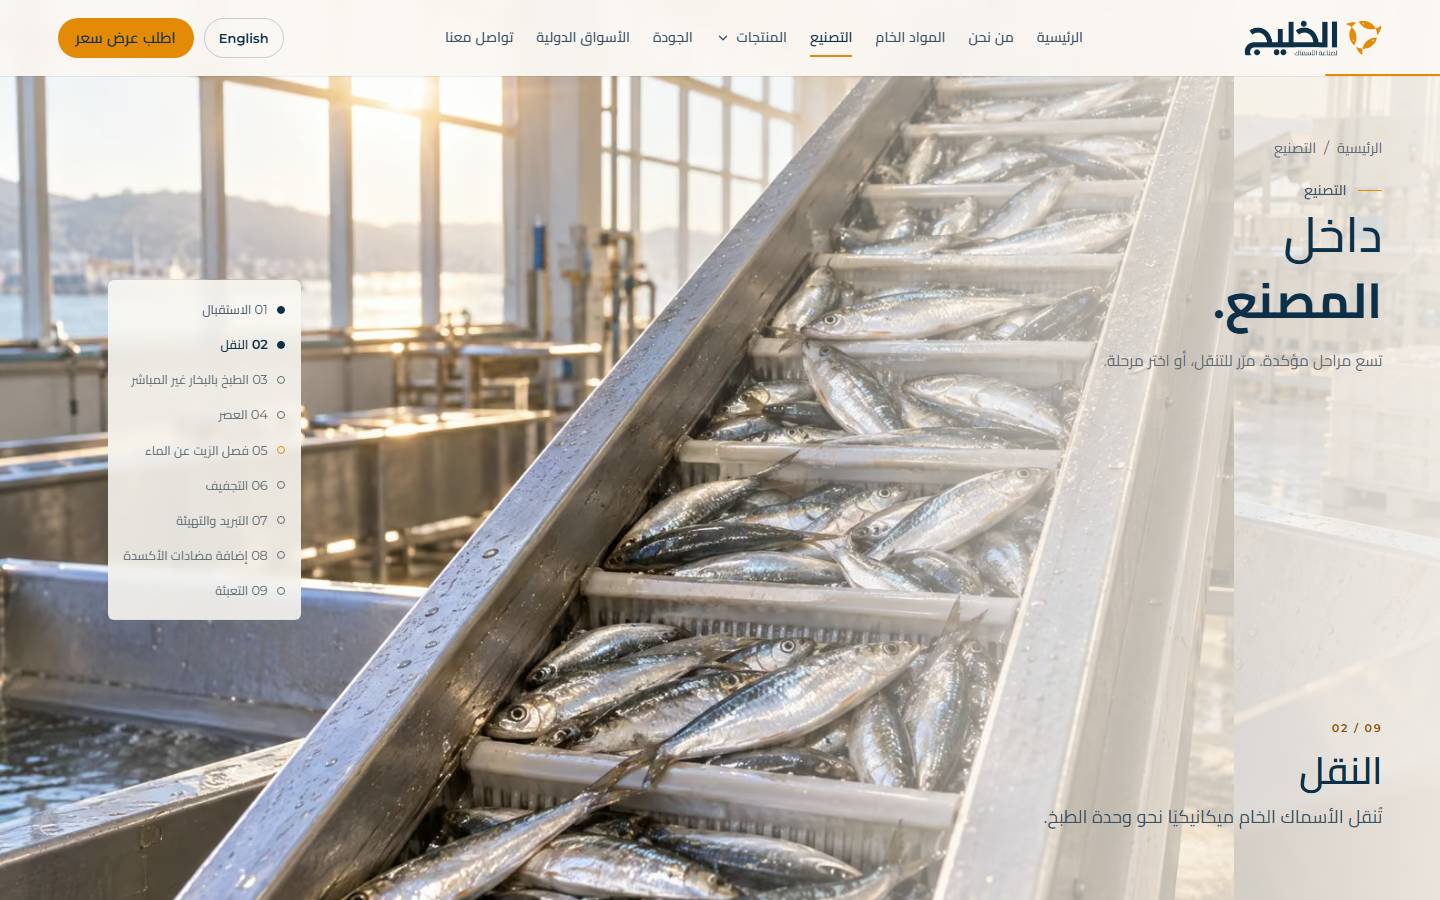 الخليج
لصناعة الأسماك
الرئيسية
من نحن
المواد الخام
التصنيع
المنتجات
الجودة
الأسواق الدولية
تواصل معنا
English
اطلب عرض سعر
الرئيسية / التصنيع
التصنيع
داخل
المصنع.
تسع مراحل مؤكدة. مرّر للتنقل، أو اختر مرحلة.
01 الاستقبال
02 النقل
03 الطبخ بالبخار غير المباشر
04 العصر
05 فصل الزيت عن الماء
06 التجفيف
07 التبريد والتهيئة
08 إضافة مضادات الأكسدة
09 التعبئة
02 / 09
النقل
تُنقل الأسماك الخام ميكانيكيًا نحو وحدة الطبخ.